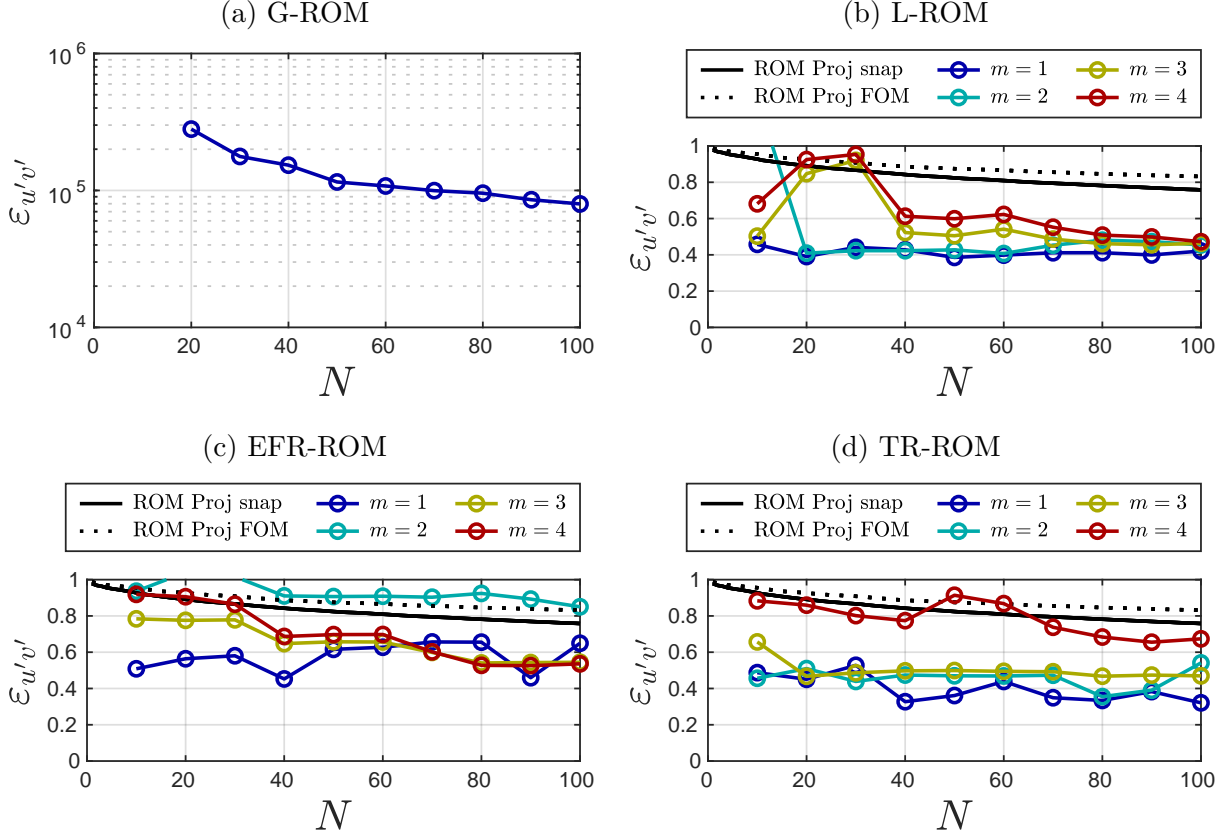 (a) G-ROM
10^6
10^5
10^4
ε_{u'v'}
0 20 40 60 80 100
N
(b) L-ROM
ROM Proj snap m = 1 m = 3
ROM Proj FOM m = 2 m = 4
1
0.8
0.6
0.4
0.2
0
ε_{u'v'}
0 20 40 60 80 100
N
(c) EFR-ROM
ROM Proj snap m = 1 m = 3
ROM Proj FOM m = 2 m = 4
1
0.8
0.6
0.4
0.2
0
ε_{u'v'}
0 20 40 60 80 100
N
(d) TR-ROM
ROM Proj snap m = 1 m = 3
ROM Proj FOM m = 2 m = 4
1
0.8
0.6
0.4
0.2
0
ε_{u'v'}
0 20 40 60 80 100
N